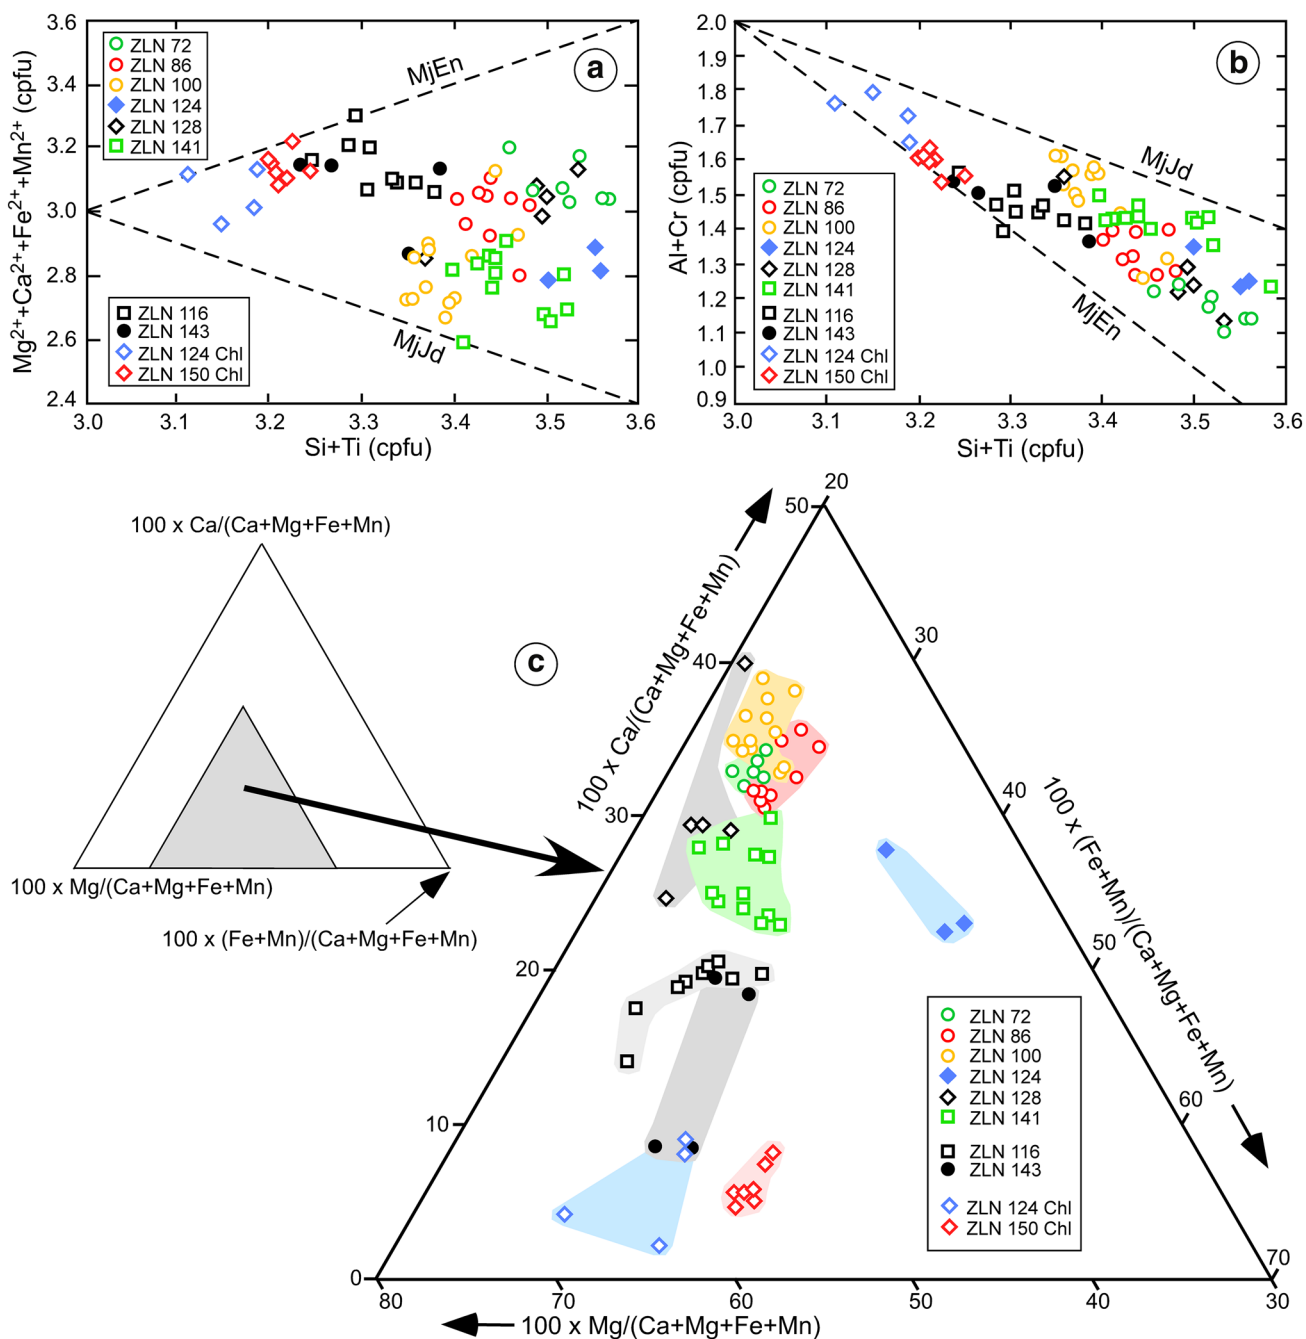 3.6
3.4
3.2
3.0
2.8
2.6
2.4
Mg²⁺+Ca²⁺+Fe²⁺+Mn²⁺ (cpfu)
ZLN 72
ZLN 86
ZLN 100
ZLN 124
ZLN 128
ZLN 141
MjEn
a
ZLN 116
ZLN 143
ZLN 124 Chl
ZLN 150 Chl
MjJd
3.0 3.1 3.2 3.3 3.4 3.5 3.6
Si+Ti (cpfu)
2.0
1.9
1.8
1.7
1.6
1.5
1.4
1.3
1.2
1.1
1.0
0.9
Al+Cr (cpfu)
b
MjJd
MjEn
ZLN 72
ZLN 86
ZLN 100
ZLN 124
ZLN 128
ZLN 141
ZLN 116
ZLN 143
ZLN 124 Chl
ZLN 150 Chl
3.0 3.1 3.2 3.3 3.4 3.5 3.6
Si+Ti (cpfu)
100 x Ca/(Ca+Mg+Fe+Mn)
100 x Mg/(Ca+Mg+Fe+Mn)
100 x (Fe+Mn)/(Ca+Mg+Fe+Mn)
c
100 x Ca/(Ca+Mg+Fe+Mn)
50
40
30
20
10
0
20
30
40
50
60
70
100 x (Fe+Mn)/(Ca+Mg+Fe+Mn)
ZLN 72
ZLN 86
ZLN 100
ZLN 124
ZLN 128
ZLN 141
ZLN 116
ZLN 143
ZLN 124 Chl
ZLN 150 Chl
80 70 60 50 40 30
100 x Mg/(Ca+Mg+Fe+Mn)